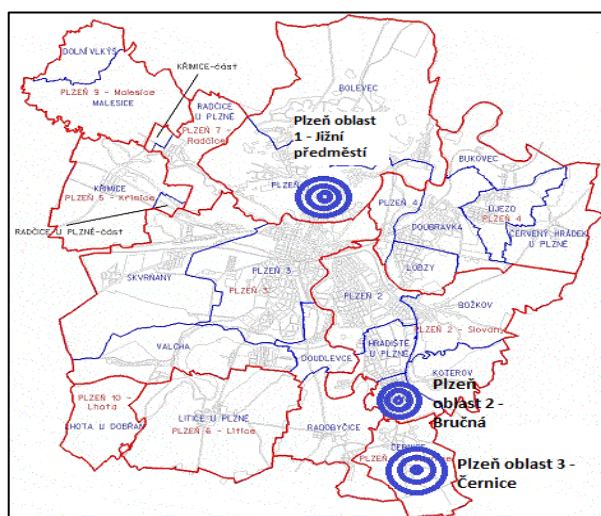 DOLNÍ VLKÝŠ
KŘIMICE-část
PLZEŇ 9 - Malesice
MALESICE
RADČICE
U PLZNĚ
PLZEŇ 7 -
Radčice
BOLEVEC
Plzeň oblast
1 - Jižní
předměstí
PLZEŇ
BUKOVEC
KŘIMICE
PLZEŇ 5 - Křimice
RADČICE U PLZNĚ-část
PLZEŇ 4
DOUBRAVKA
ÚJEZD
PLZEŇ 4
ČERVENÝ HRÁDEK
U PLZNĚ
LOBZY
SKVRŇANY
PLZEŇ 3
PLZEŇ 3
PLZEŇ 2
BOŽKOV
PLZEŇ 2 - Slovany
HRADIŠTĚ
U PLZNĚ
VALCHA
DOUDLEVCE
KOTEROV
Plzeň
oblast 2 -
Bručná
PLZEŇ 10 -
Lhota
LHOTA U DOBŘAN
LITICE U PLZNĚ
PLZEŇ 6 - Litice
RADOBYČICE
ČERNICE
Plzeň oblast 3 -
Černice